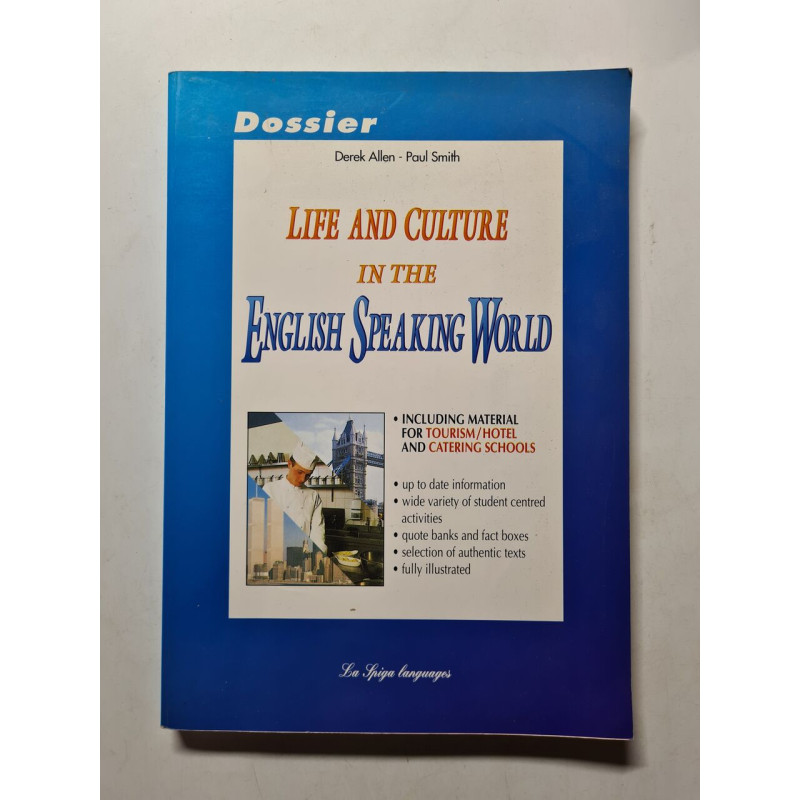 Dossier
Derek Allen - Paul Smith
LIFE AND CULTURE
IN THE
ENGLISH SPEAKING WORLD
• INCLUDING MATERIAL
FOR TOURISM/HOTEL
AND CATERING SCHOOLS
• up to date information
• wide variety of student centred
activities
• quote banks and fact boxes
• selection of authentic texts
• fully illustrated
La Spiga languages